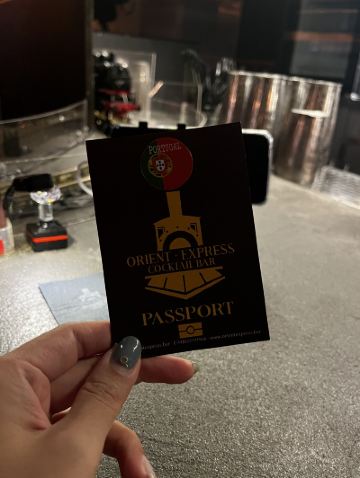 PORTUGAL
ORIENT - EXPRESS
COCKTAIL BAR
PASSPORT